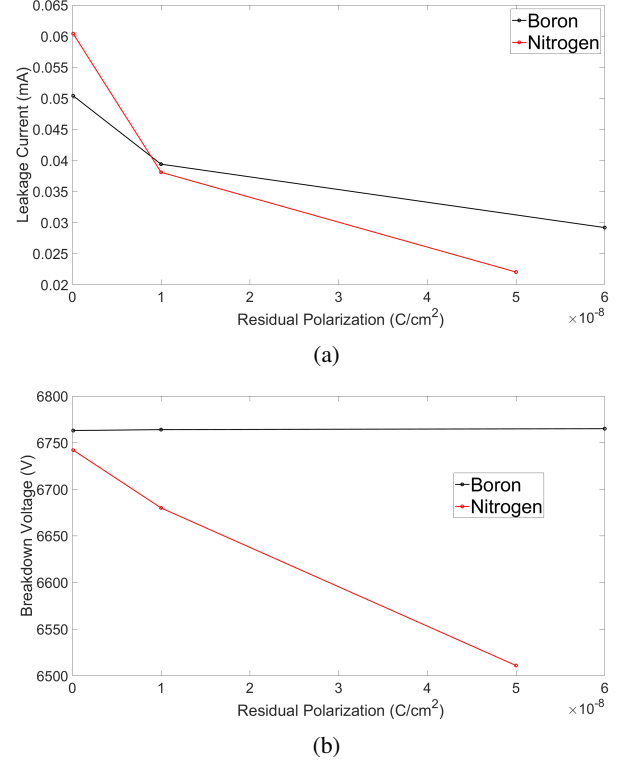 0.065
0.06
0.055
0.05
0.045
0.04
0.035
0.03
0.025
0.02
Leakage Current (mA)
Boron
Nitrogen
0 1 2 3 4 5 6
×10⁻⁸
Residual Polarization (C/cm²)
(a)
6800
6750
6700
6650
6600
6550
6500
Breakdown Voltage (V)
Boron
Nitrogen
0 1 2 3 4 5 6
×10⁻⁸
Residual Polarization (C/cm²)
(b)